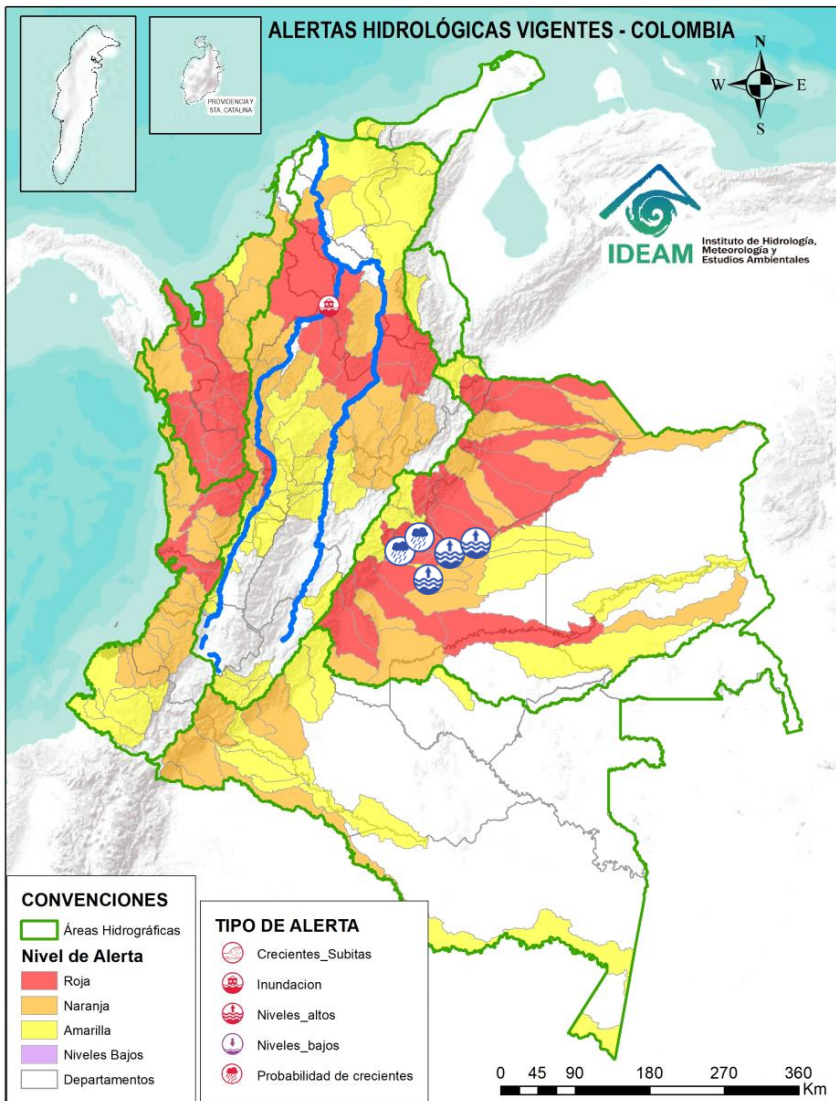 ALERTAS HIDROLÓGICAS VIGENTES - COLOMBIA
PROVIDENCIA Y
STA. CATALINA
N
W
E
S
IDEAM
Instituto de Hidrología,
Meteorología y
Estudios Ambientales
CONVENCIONES
Áreas Hidrográficas
Nivel de Alerta
Roja
Naranja
Amarilla
Niveles Bajos
Departamentos
TIPO DE ALERTA
Crecientes_Subitas
Inundacion
Niveles_altos
Niveles_bajos
Probabilidad de crecientes
0 45 90 180 270 360
Km